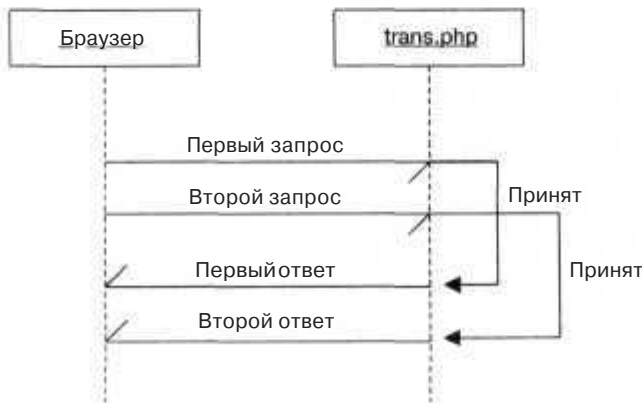 Браузер
trans.php
Первый запрос
Принят
Второй запрос
Первый ответ
Принят
Второй ответ